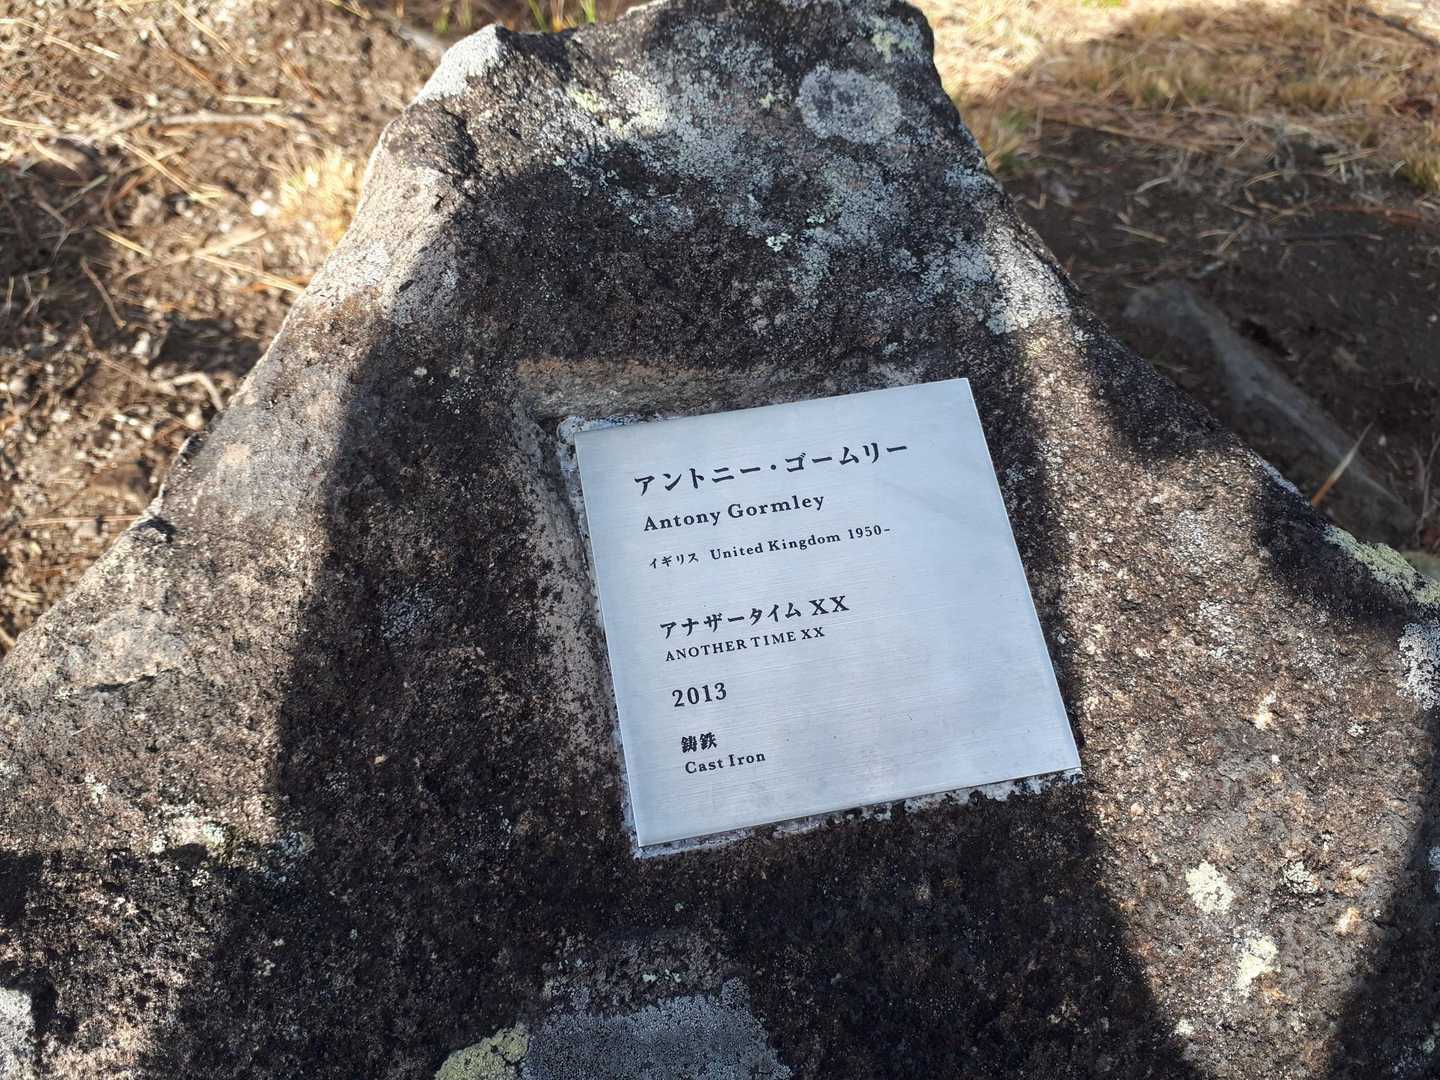 アントニー・ゴームリー
Antony Gormley
イギリス United Kingdom 1950–
アナザータイム XX
ANOTHER TIME XX
2013
鋳鉄
Cast Iron